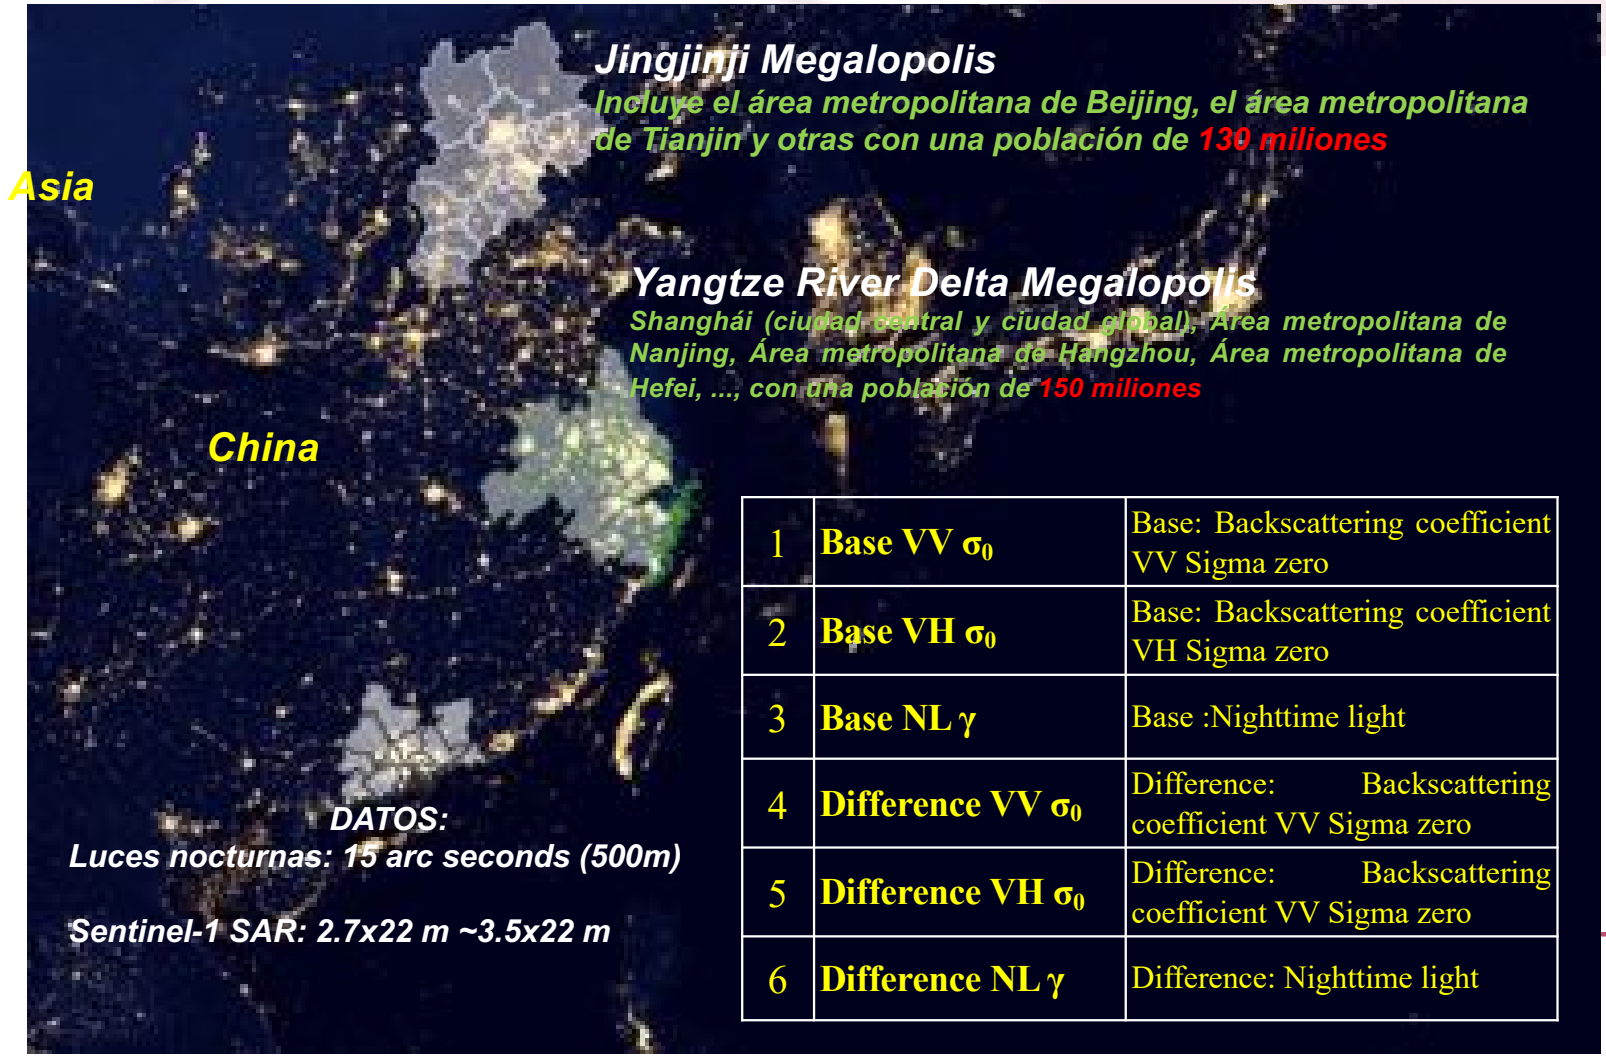 Jingjinji Megalopolis
Incluye el área metropolitana de Beijing, el área metropolitana
de Tianjin y otras con una población de 130 miliones
Asia
Yangtze River Delta Megalopolis
Shanghái (ciudad central y ciudad global), Área metropolitana de
Nanjing, Área metropolitana de Hangzhou, Área metropolitana de
Hefei, ..., con una población de 150 miliones
China
1 Base VV σ₀ Base: Backscattering coefficient
VV Sigma zero
2 Base VH σ₀ Base: Backscattering coefficient
VH Sigma zero
3 Base NL γ Base :Nighttime light
4 Difference VV σ₀ Difference: Backscattering
coefficient VV Sigma zero
5 Difference VH σ₀ Difference: Backscattering
coefficient VV Sigma zero
6 Difference NL γ Difference: Nighttime light
DATOS:
Luces nocturnas: 15 arc seconds (500m)
Sentinel-1 SAR: 2.7x22 m ~3.5x22 m